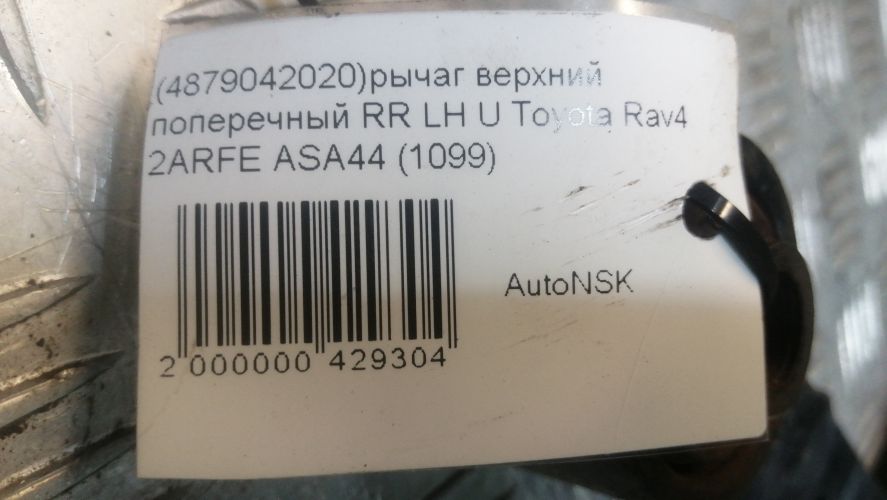 (4879042020)рычаг верхний
поперечный RR LH U Toyota Rav4
2ARFE ASA44 (1099)
AutoNSK
2 000000 429304